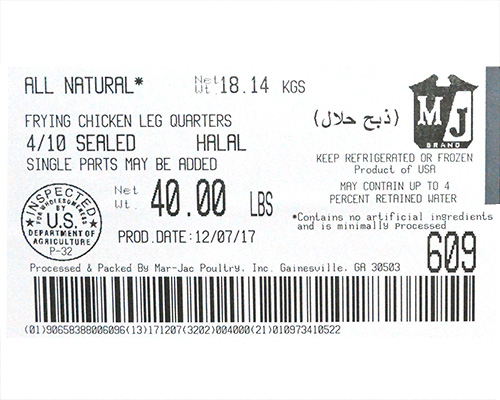 ALL NATURAL*
Net Wt. 18.14 KGS
FRYING CHICKEN LEG QUARTERS
(ذبح حلال)
MJ
BRAND
4/10 SEALED HALAL
SINGLE PARTS MAY BE ADDED
KEEP REFRIGERATED OR FROZEN
Product of USA
MAY CONTAIN UP TO 4
PERCENT RETAINED WATER
Net Wt. 40.00 LBS
*Contains no artificial ingredients
and is minimally processed
INSPECTED
FOR WHOLESOMENESS
BY
U.S.
DEPARTMENT OF
AGRICULTURE
P-32
PROD.DATE:12/07/17
609
Processed & Packed By Mar-Jac Poultry, Inc. Gainesville, GA 30503
(01)90658388006096(13)171207(3202)004000(21)010973410522